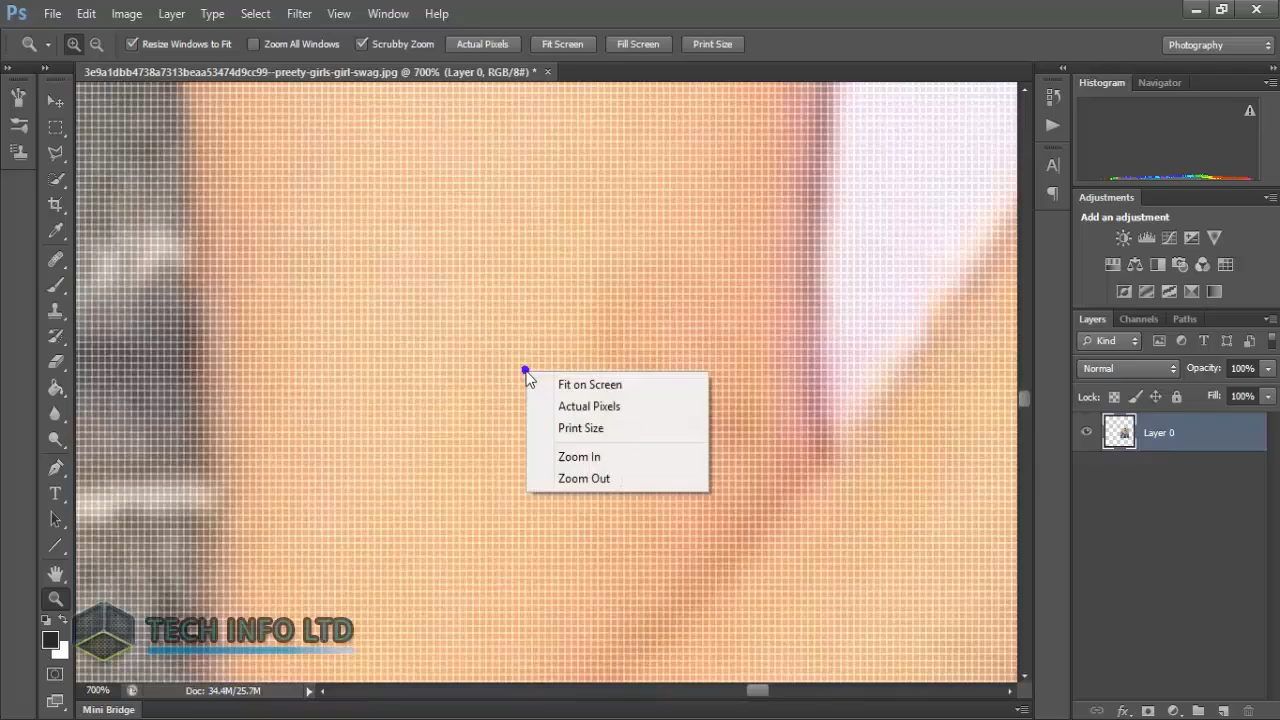 Ps File Edit Image Layer Type Select Filter View Window Help
Resize Windows to Fit Zoom All Windows Scrubby Zoom Actual Pixels Fit Screen Fill Screen Print Size Photography
3e9a1dbb4738a7313beaa53474d9cc99--preety-girls-girl-swag.jpg @ 700% (Layer 0, RGB/8#) *
Histogram Navigator
Adjustments
Add an adjustment
Layers Channels Paths
Kind
Normal Opacity: 100%
Lock: Fill: 100%
Layer 0
Fit on Screen
Actual Pixels
Print Size
Zoom In
Zoom Out
TECH INFO LTD
700% Doc: 34.4M/25.7M
Mini Bridge